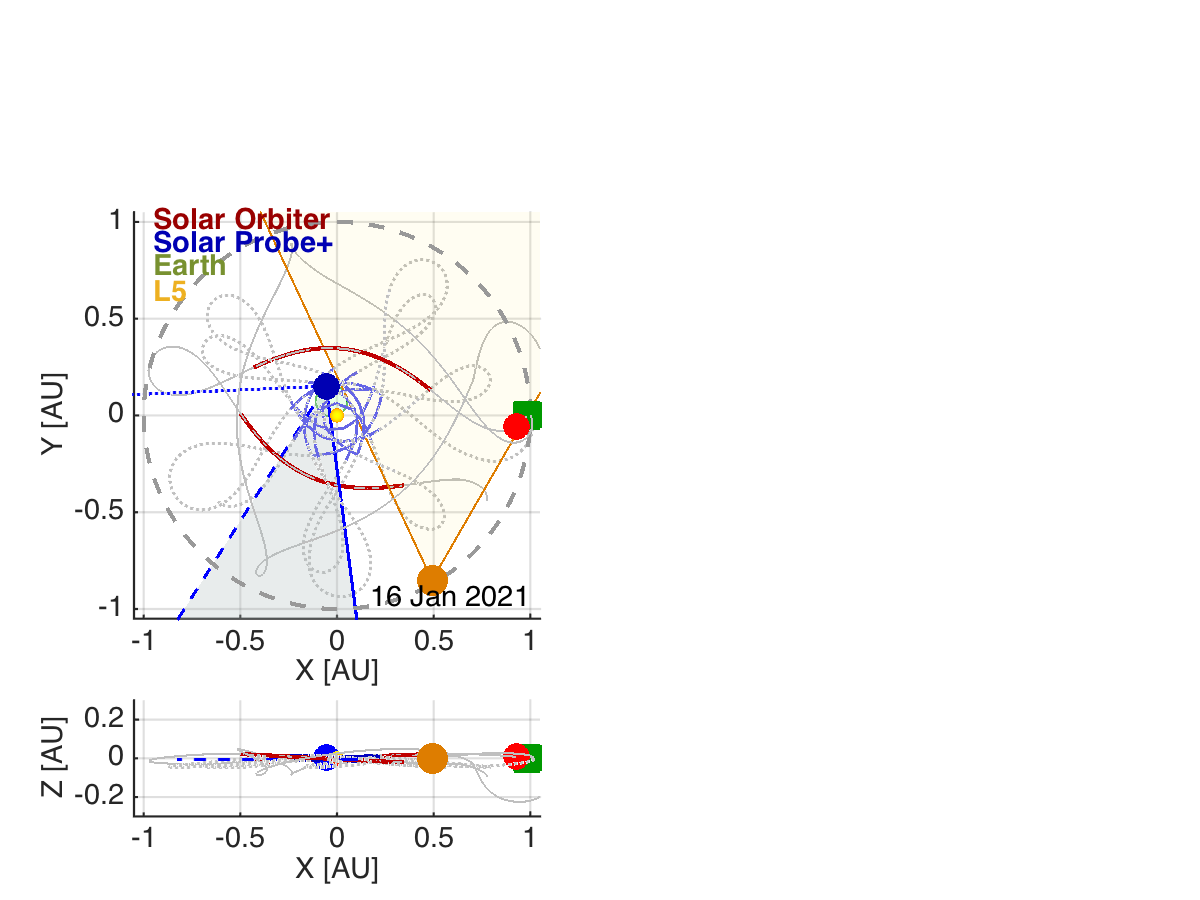 Solar Orbiter
Solar Probe+
Earth
L5
1
0.5
0
-0.5
-1
Y [AU]
16 Jan 2021
-1 -0.5 0 0.5 1
X [AU]
0.2
0
-0.2
Z [AU]
-1 -0.5 0 0.5 1
X [AU]